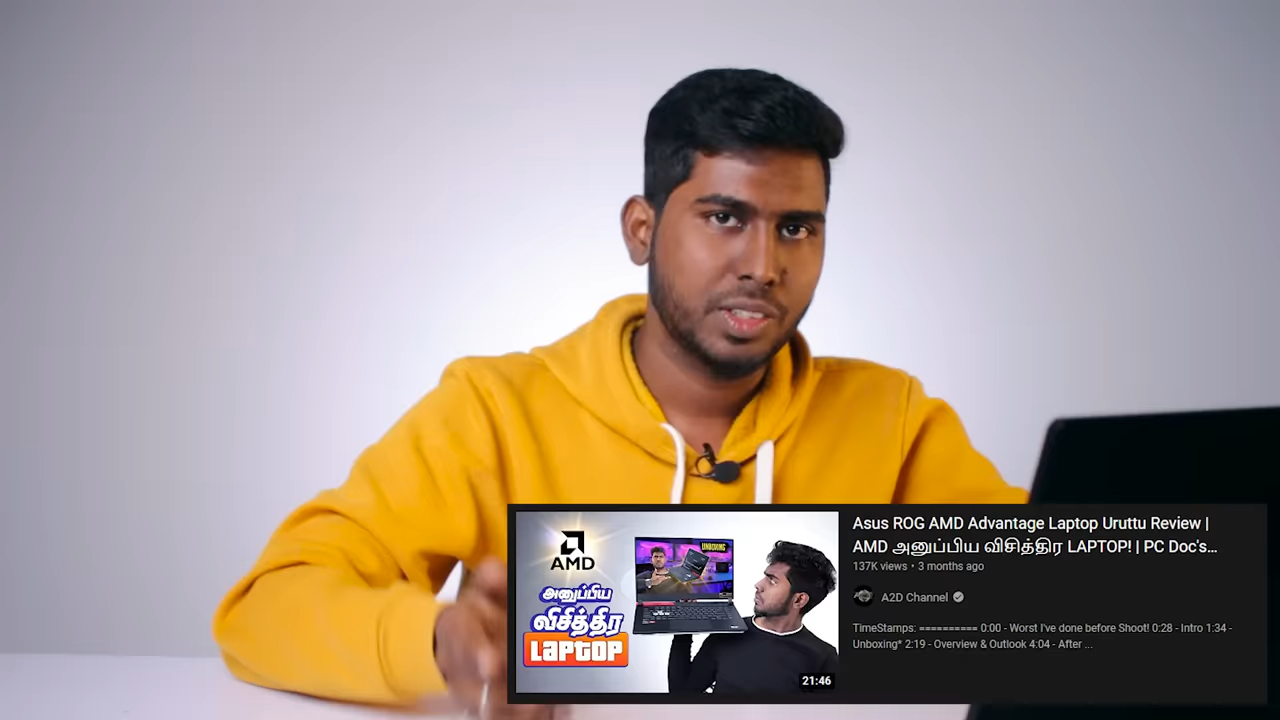 AMD
அனுப்பிய
விசித்திர
LAPTOP
UNBOXING
21:46
Asus ROG AMD Advantage Laptop Uruttu Review |
AMD அனுப்பிய விசித்திர LAPTOP! | PC Doc's...
137K views • 3 months ago
A2D Channel
TimeStamps: ========== 0:00 - Worst I've done before Shoot! 0:28 - Intro 1:34 -
Unboxing* 2:19 - Overview & Outlook 4:04 - After ...